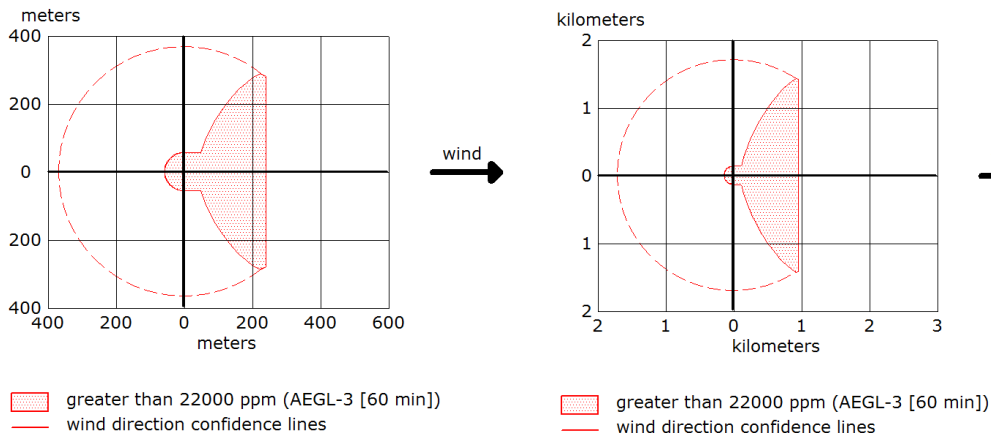 meters
400
200
0
200
400
400 200 0 200 400 600
meters
wind
greater than 22000 ppm (AEGL-3 [60 min])
wind direction confidence lines
kilometers
2
1
0
1
2
2 1 0 1 2 3
kilometers
greater than 22000 ppm (AEGL-3 [60 min])
wind direction confidence lines